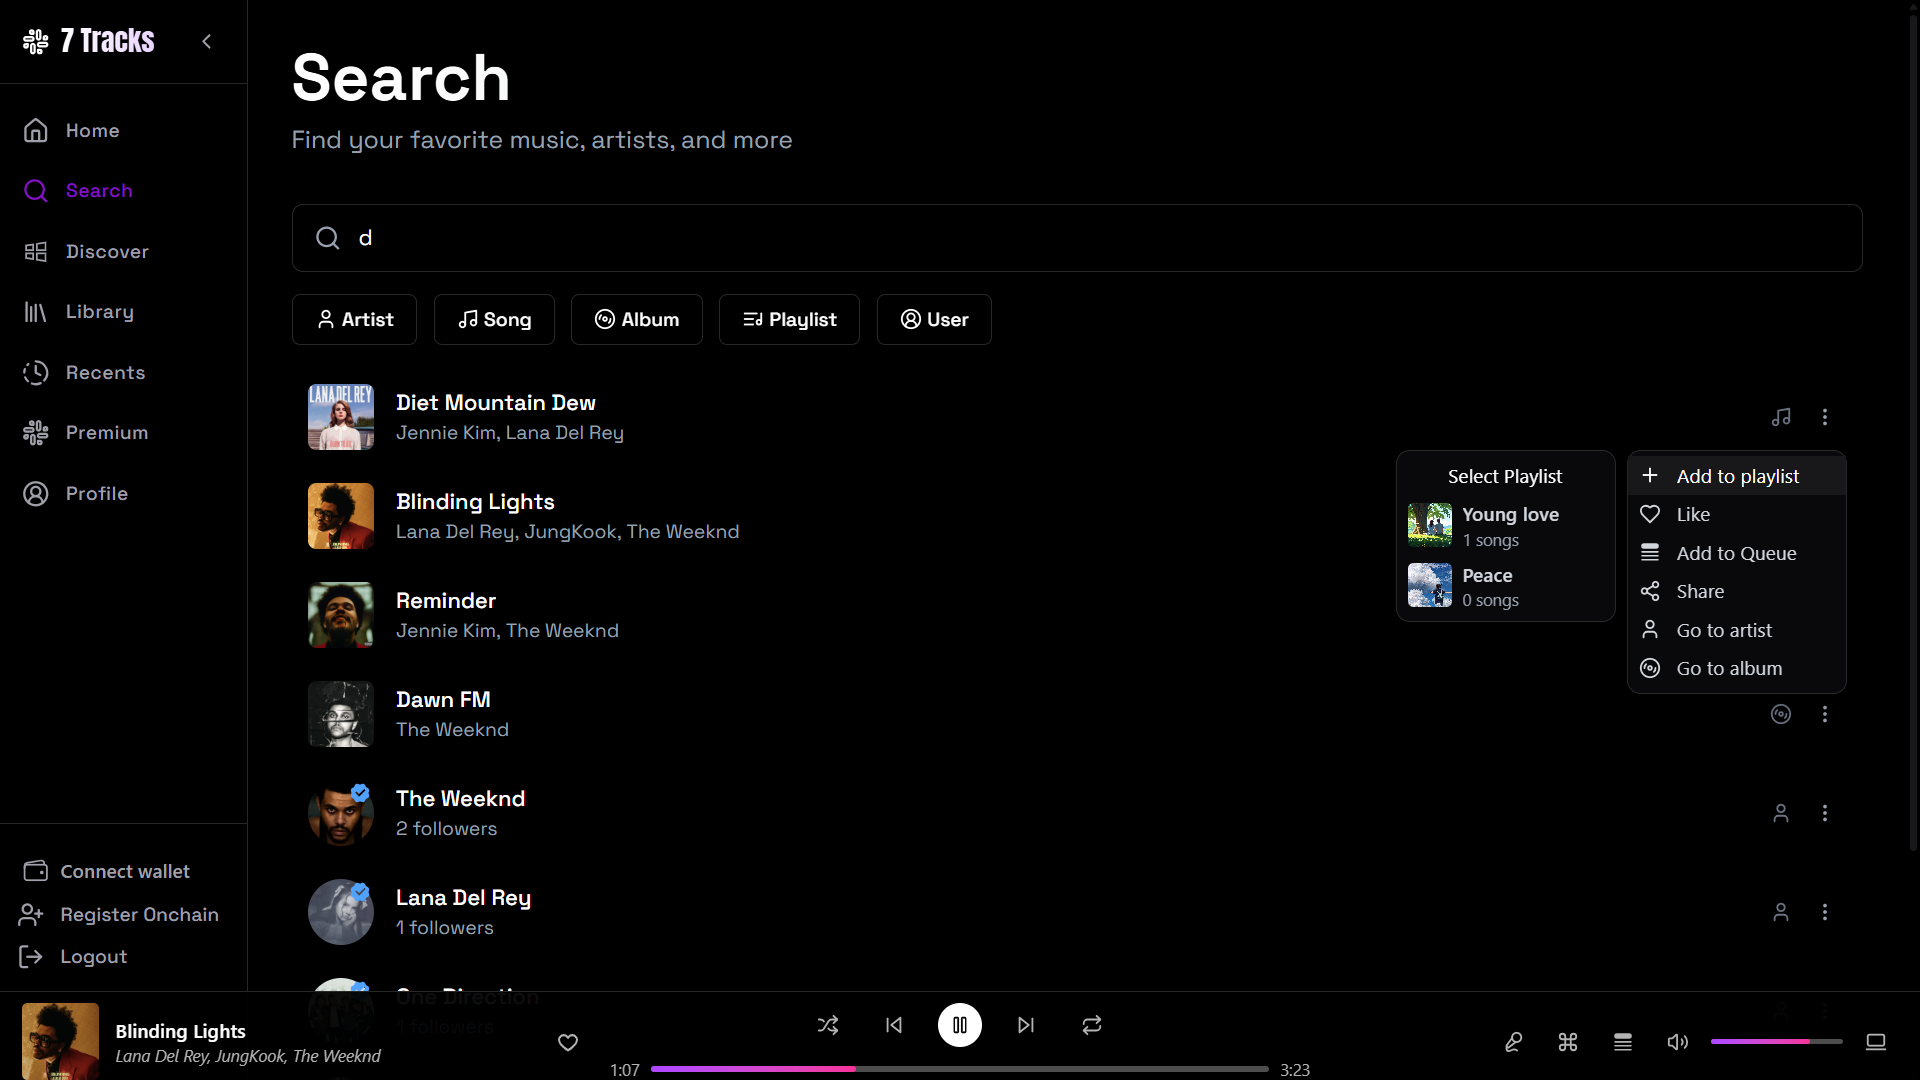 7 Tracks
Home
Search
Discover
Library
Recents
Premium
Profile
Connect wallet
Register Onchain
Logout
Search
Find your favorite music, artists, and more
d
Artist
Song
Album
Playlist
User
LANA DEL REY
Diet Mountain Dew
Jennie Kim, Lana Del Rey
Blinding Lights
Lana Del Rey, JungKook, The Weeknd
Reminder
Jennie Kim, The Weeknd
Dawn FM
The Weeknd
The Weeknd
2 followers
Lana Del Rey
1 followers
One Direction
1 followers
Select Playlist
Young love
1 songs
Peace
0 songs
Add to playlist
Like
Add to Queue
Share
Go to artist
Go to album
Blinding Lights
Lana Del Rey, JungKook, The Weeknd
1:07
3:23